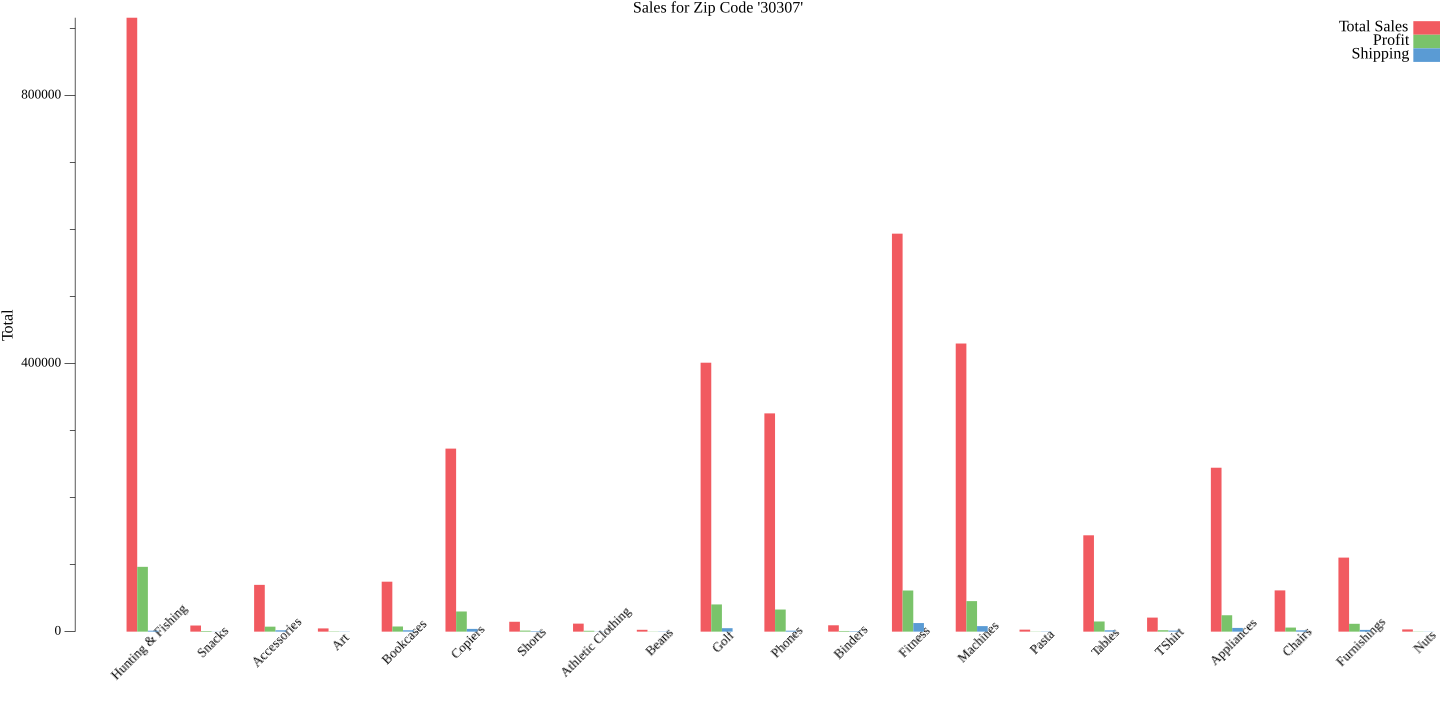 Sales for Zip Code '30307'
Total Sales
Profit
Shipping
800000
400000
0
Total
Hunting & Fishing
Snacks
Accessories
Art
Bookcases
Copiers
Shorts
Athletic Clothing
Beans
Golf
Phones
Binders
Fitness
Machines
Pasta
Tables
TShirt
Appliances
Chairs
Furnishings
Nuts